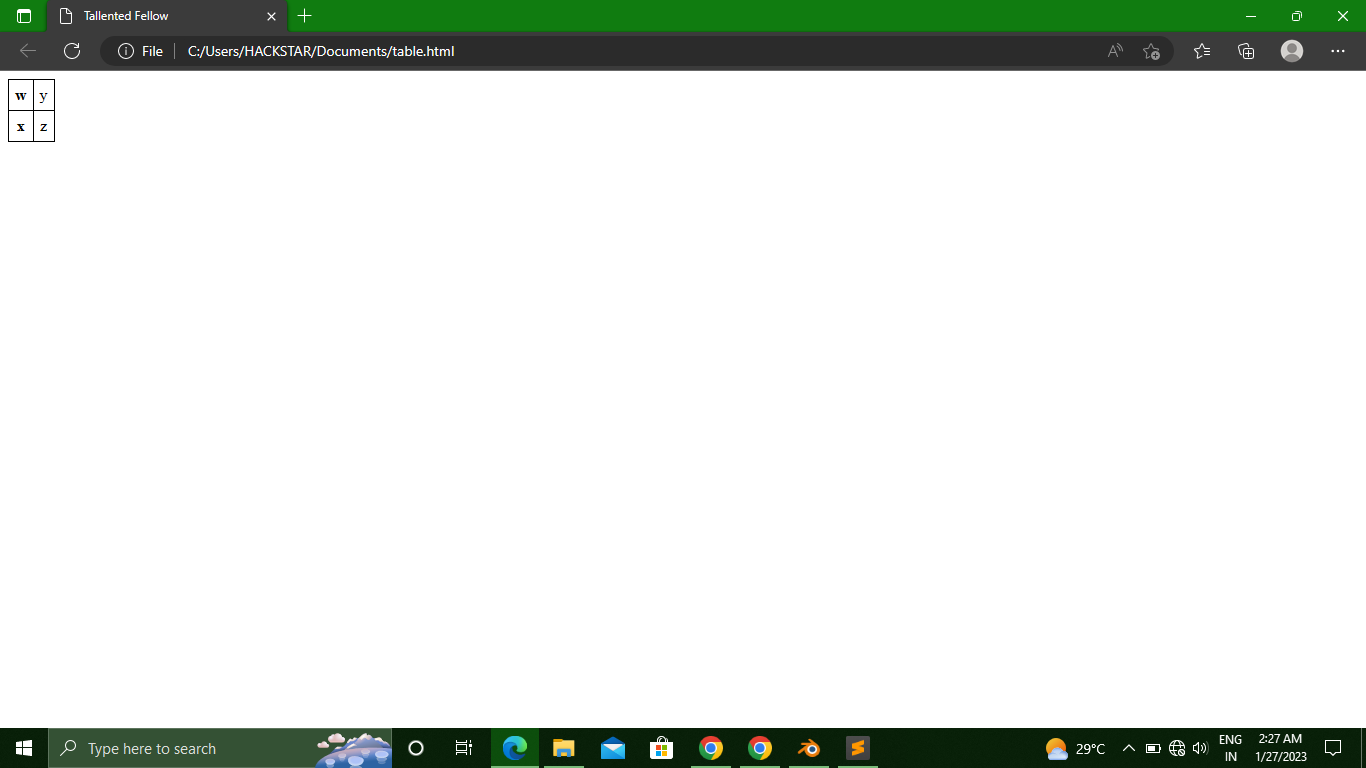 Tallented Fellow
File C:/Users/HACKSTAR/Documents/table.html
w y
x z
Type here to search
29°C
ENG
IN
2:27 AM
1/27/2023